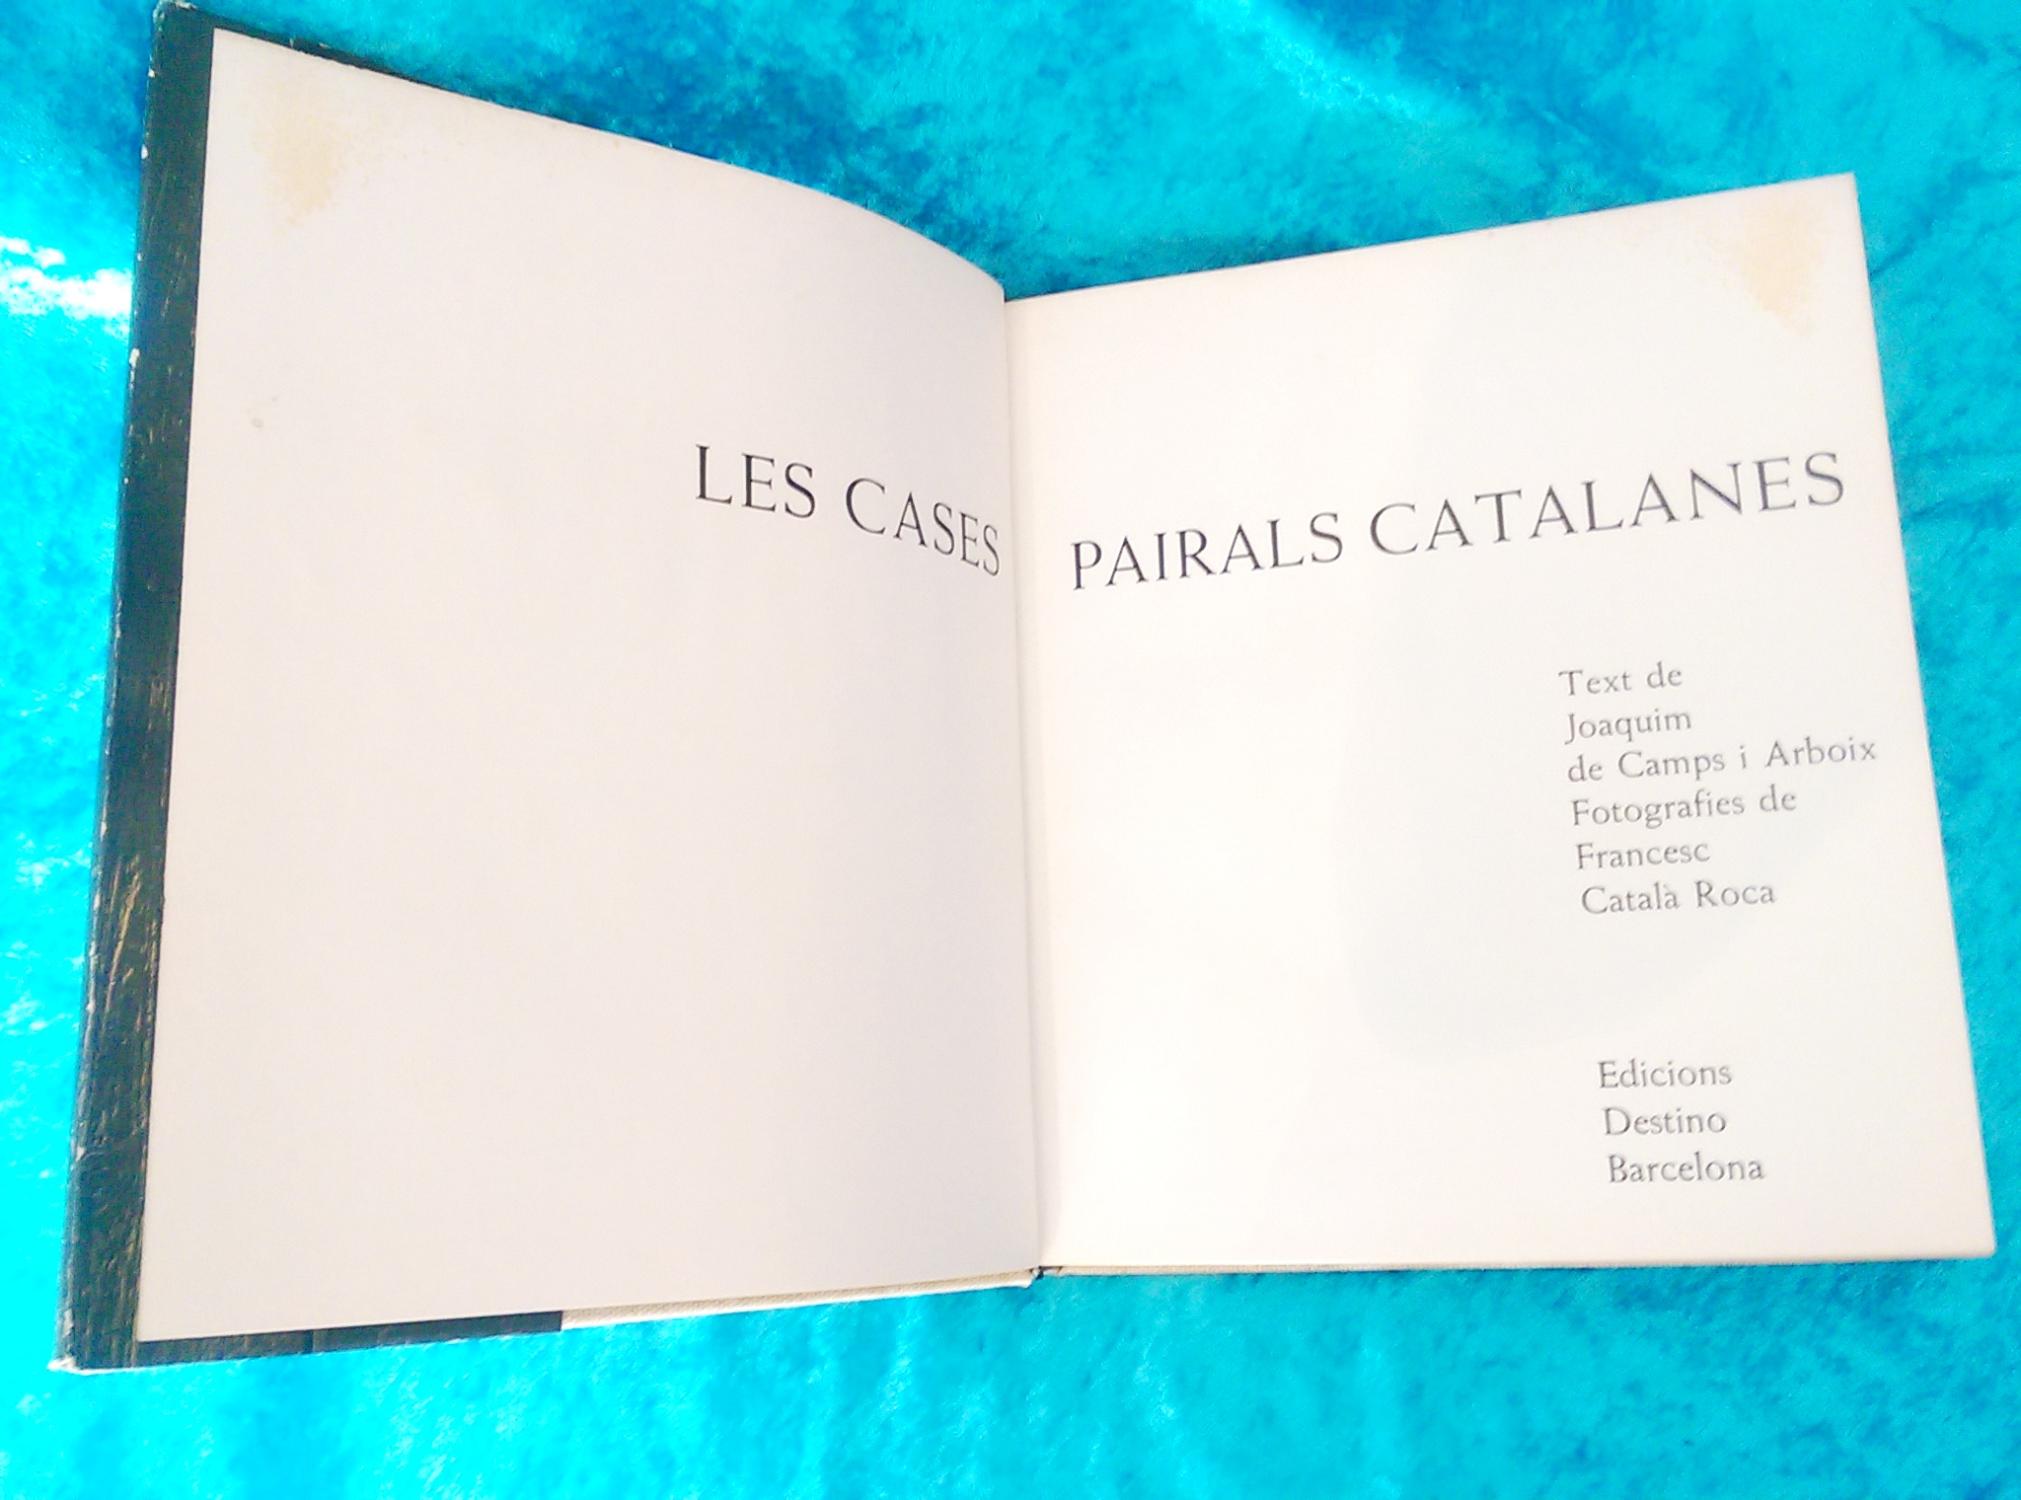 LES CASES PAIRALS CATALANES
Text de
Joaquim
de Camps i Arboix
Fotografies de
Francesc
Català Roca
Edicions
Destino
Barcelona